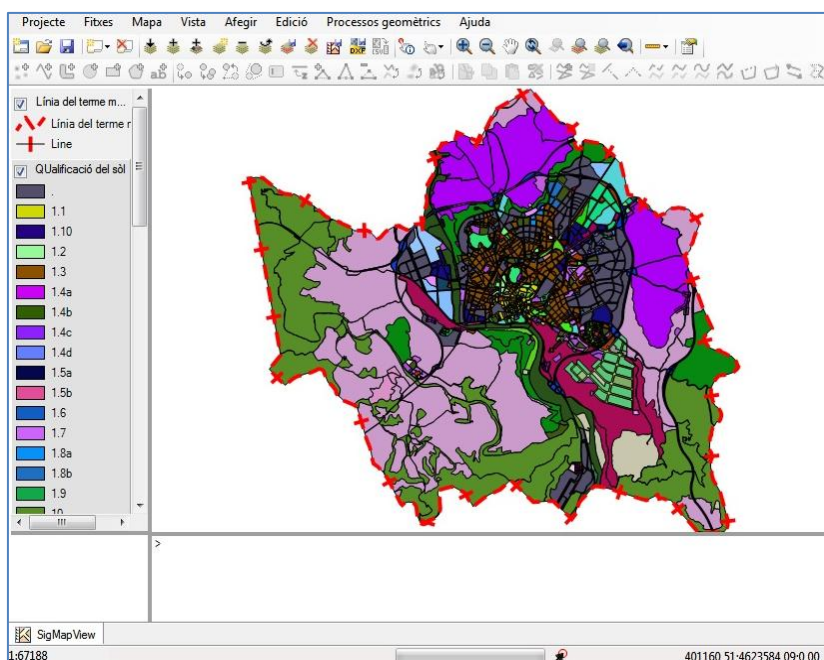 Projecte Fitxes Mapa Vista Afegir Edició Processos geomètrics Ajuda
DXF
Línia del terme m...
Línia del terme r
Line
QUalificació del sòl
.
1.1
1.10
1.2
1.3
1.4a
1.4b
1.4c
1.4d
1.5a
1.5b
1.6
1.7
1.8a
1.8b
1.9
10
>
SigMapView
1:67188
401160.51:4623584.09:0.00